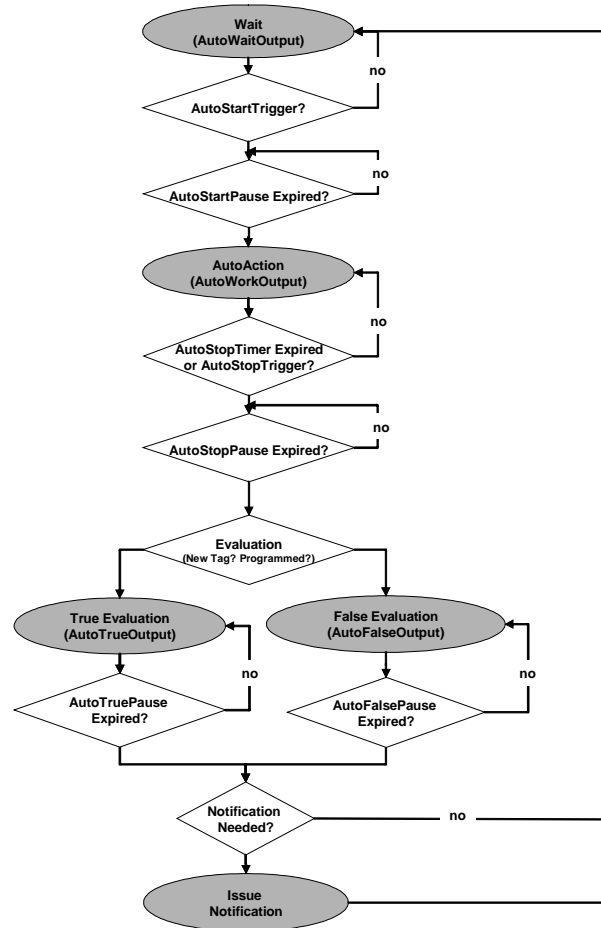 Wait
(AutoWaitOutput)
no
AutoStartTrigger?
no
AutoStartPause Expired?
AutoAction
(AutoWorkOutput)
no
AutoStopTimer Expired
or AutoStopTrigger?
no
AutoStopPause Expired?
Evaluation
(New Tag? Programmed?)
True Evaluation
(AutoTrueOutput)
False Evaluation
(AutoFalseOutput)
no
no
AutoTruePause
Expired?
AutoFalsePause
Expired?
Notification
Needed?
no
Issue
Notification